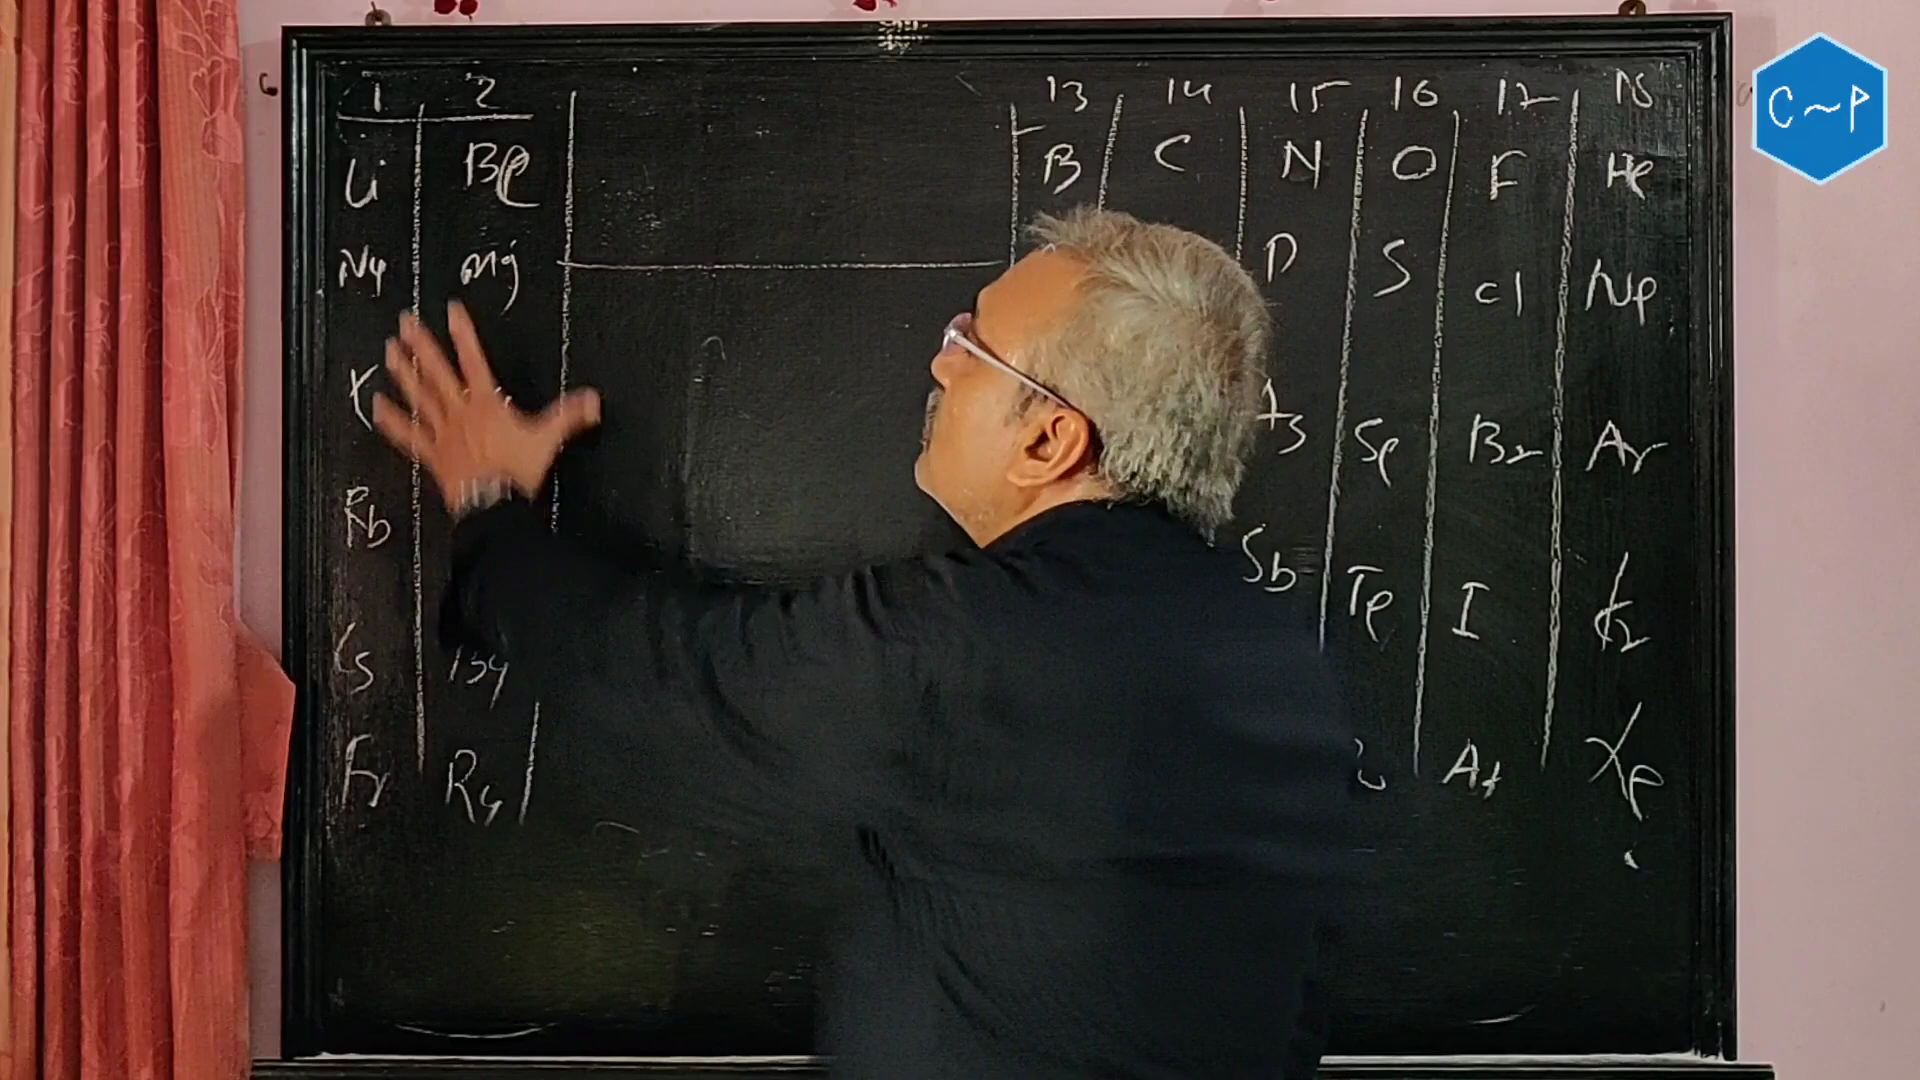 1 2 13 14 15 16 17 18
Li Be B C N O F He
Na Mg P S Cl Ne
K As Se Br Ar
Rb Sb Te I Kr
Cs Ba At Xe
Fr Ra
C~P